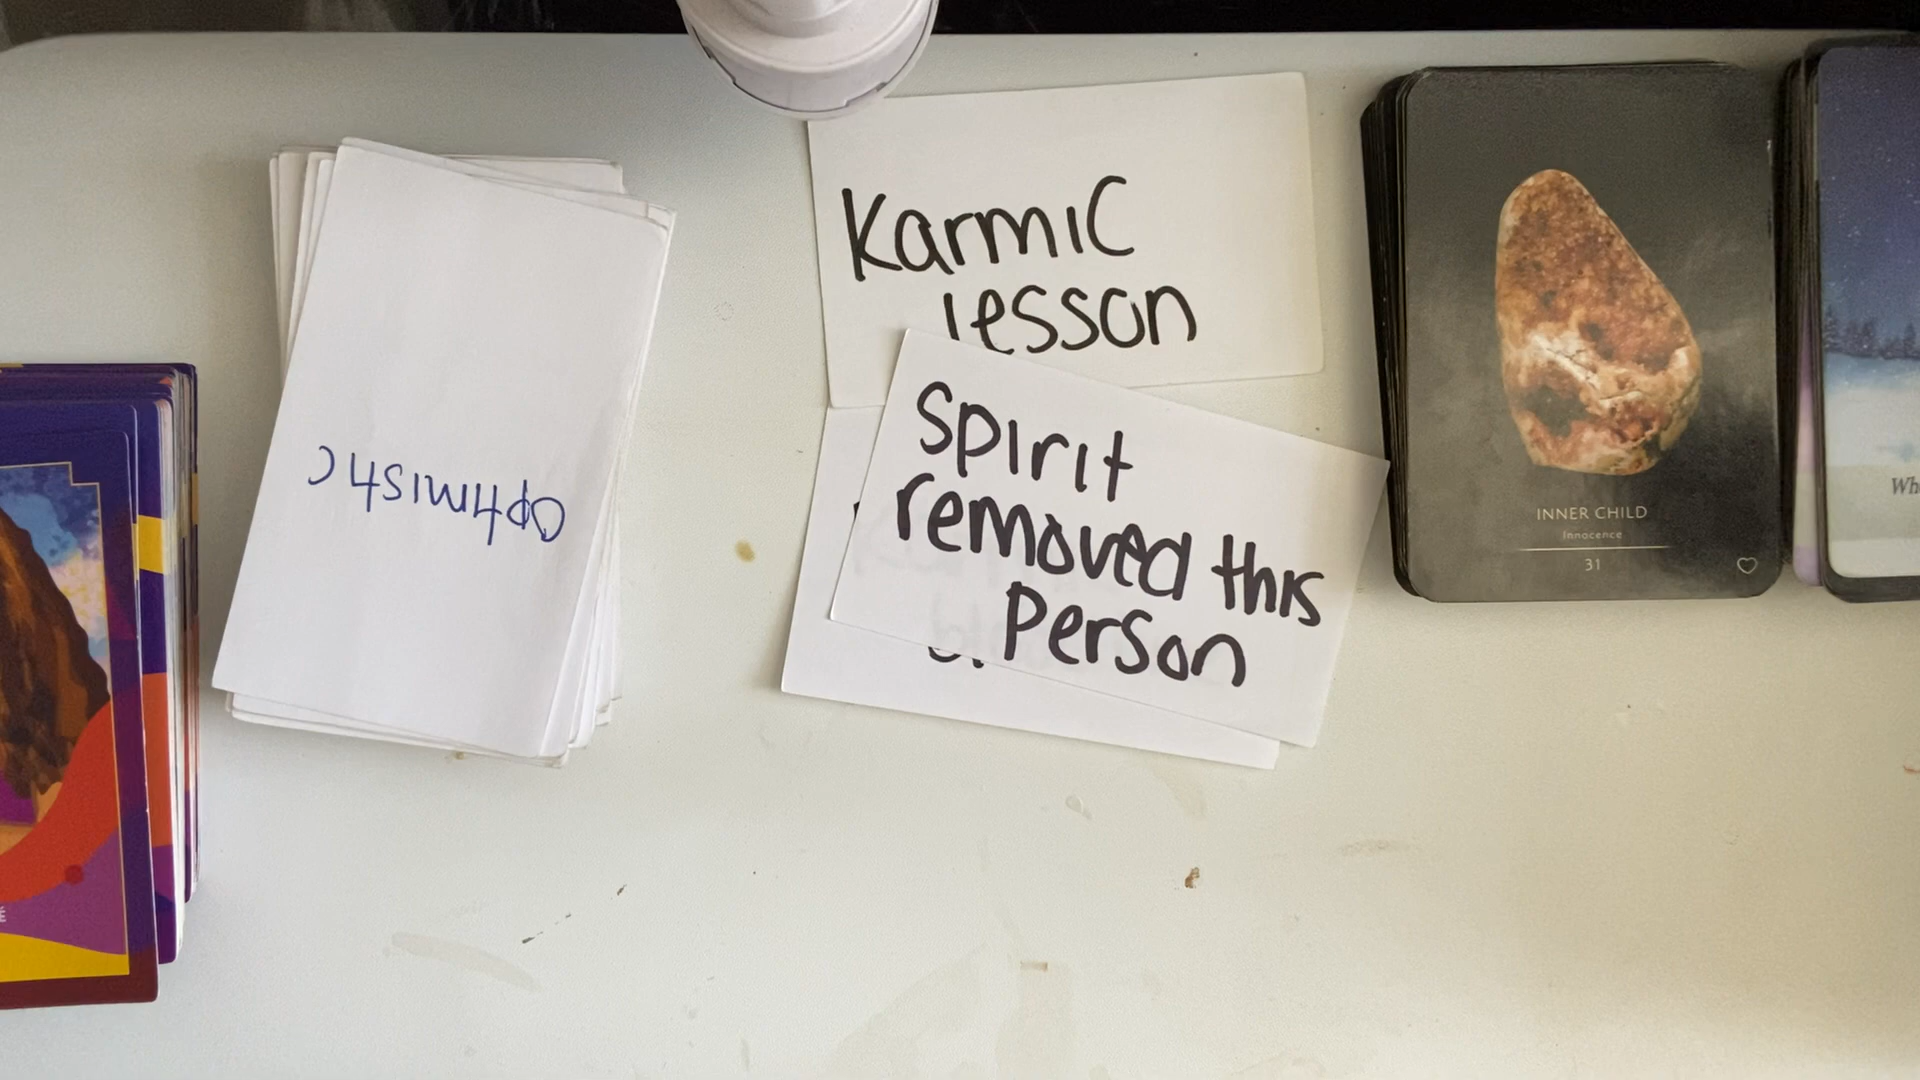 Optimistic
Karmic
lesson
Spirit
removed this
Person
INNER CHILD
Innocence
31